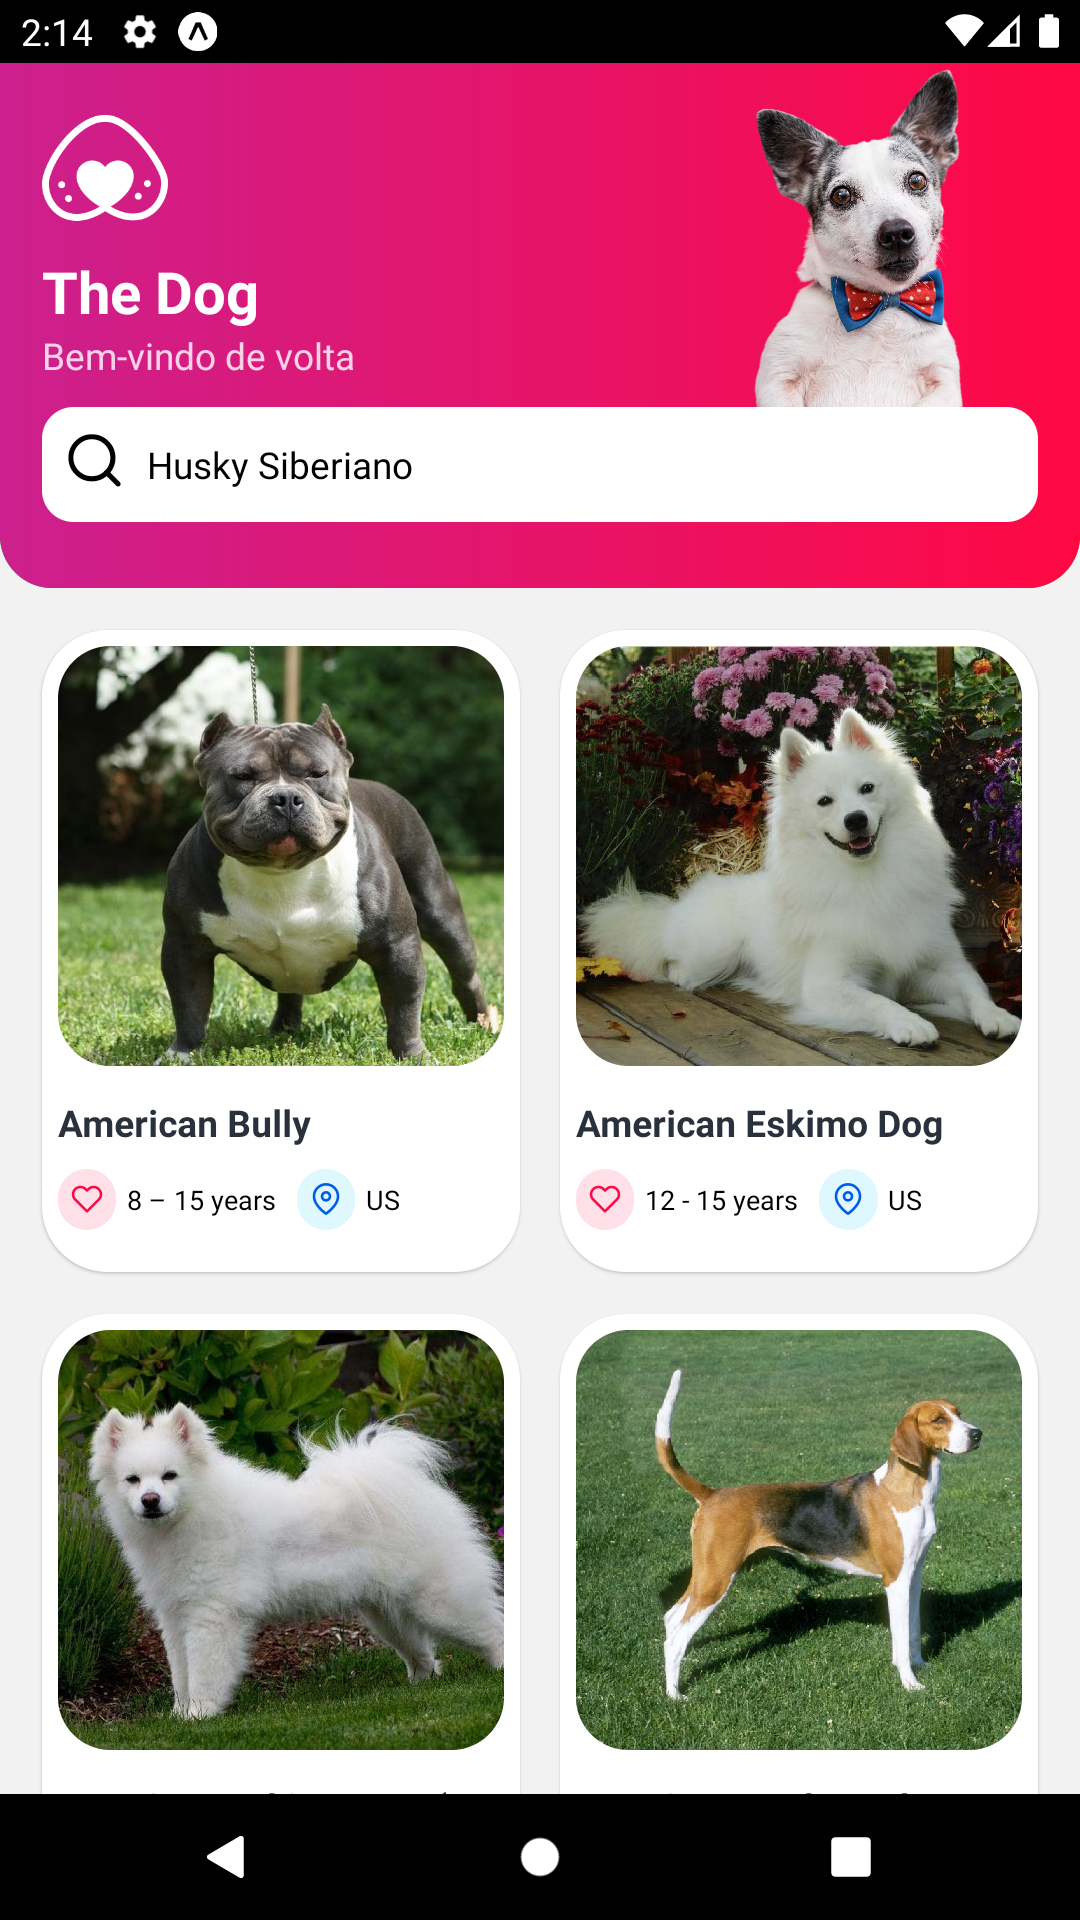 2:14
The Dog
Bem-vindo de volta
Husky Siberiano
American Bully
American Eskimo Dog
8 – 15 years
US
12 - 15 years
US